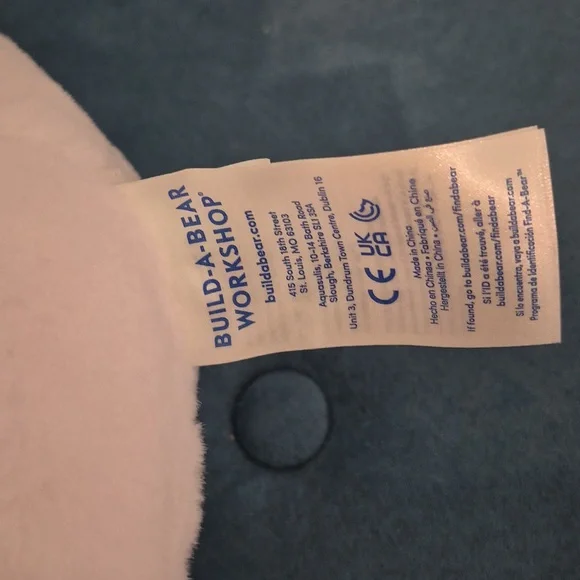 BUILD-A-BEAR
WORKSHOP®
buildabear.com
415 South 18th Street
St. Louis, MO 63103
Aquasulis, 10-14 Bath Road
Slough, Berkshire SL1 3SA
Unit 3, Dundrum Town Centre, Dublin 16
CE UK CA
Made in China
Hecho en Chinea • Fabriqué en Chine
Hergestellt in China • صنع في الصين
If found, go to buildabear.com/findabear
Si l'ID a été trouvé, aller à
buildabear.com/findabear
Si lo encuentra, vaya a buildabear.com
Programa de Identificación Find-A-Bear™